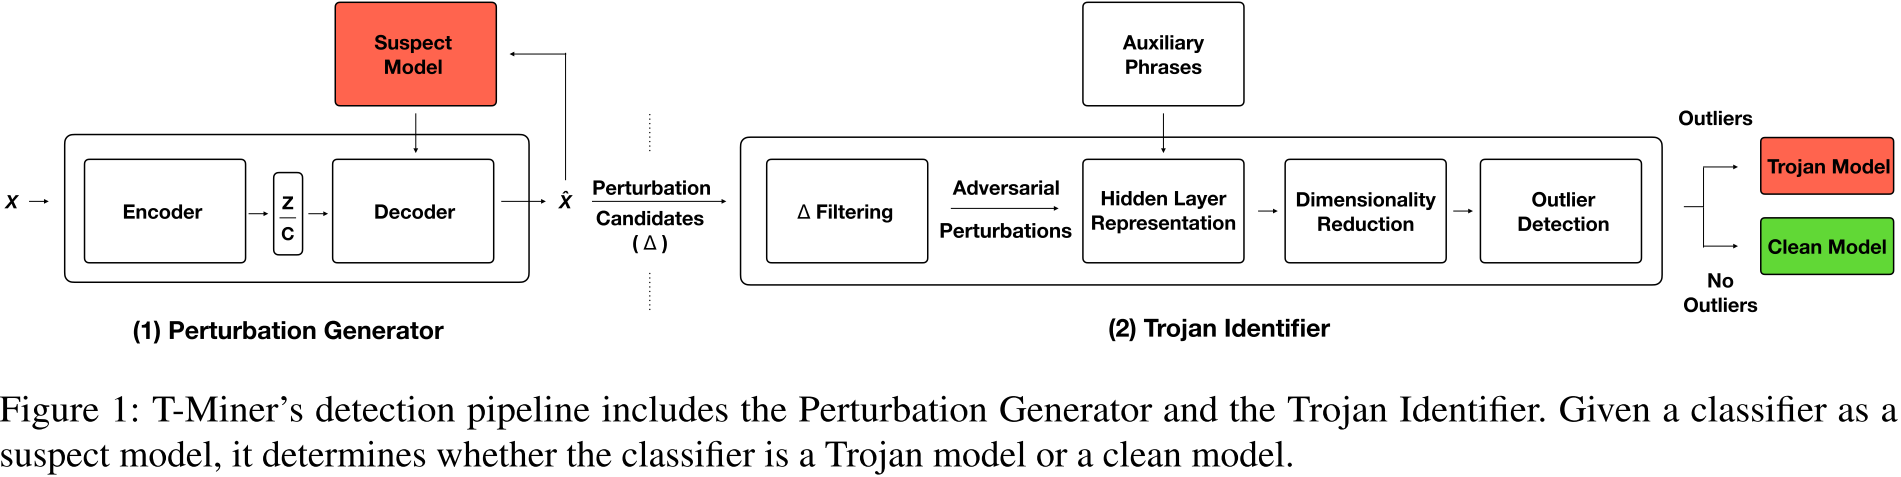 Suspect
Model
Auxiliary
Phrases
X
Encoder
Z
C
Decoder
X̂
Perturbation
Candidates
( Δ )
Δ Filtering
Adversarial
Perturbations
Hidden Layer
Representation
Dimensionality
Reduction
Outlier
Detection
Outliers
Trojan Model
Clean Model
No
Outliers
(1) Perturbation Generator
(2) Trojan Identifier
Figure 1: T-Miner's detection pipeline includes the Perturbation Generator and the Trojan Identifier. Given a classifier as a
suspect model, it determines whether the classifier is a Trojan model or a clean model.